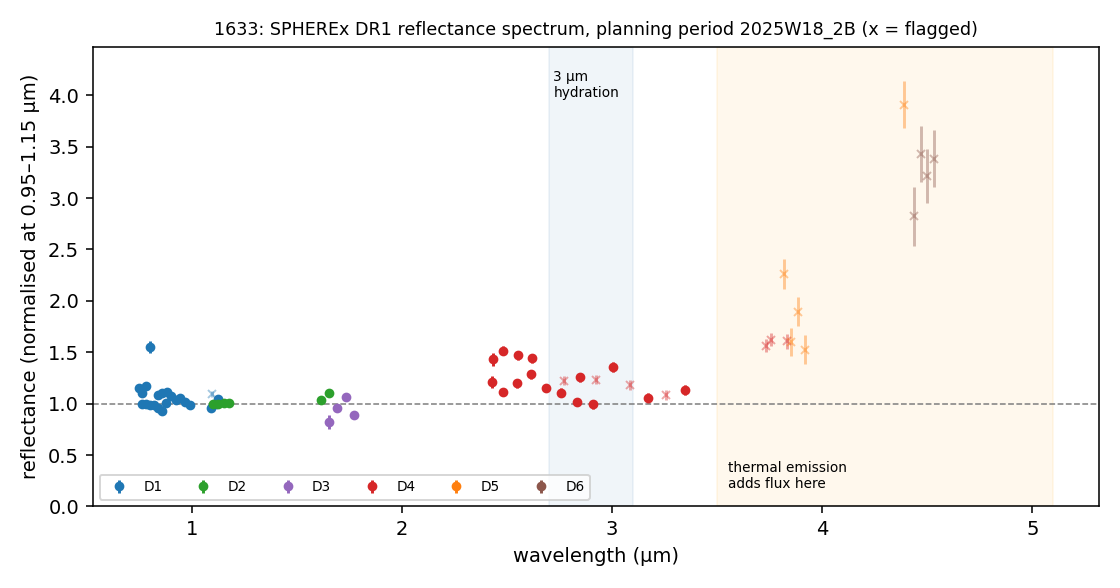 1633: SPHEREx DR1 reflectance spectrum, planning period 2025W18_2B (x = flagged)
reflectance (normalised at 0.95–1.15 µm)
4.0
3.5
3.0
2.5
2.0
1.5
1.0
0.5
0.0
3 µm
hydration
thermal emission
adds flux here
D1 D2 D3 D4 D5 D6
1 2 3 4 5
wavelength (µm)